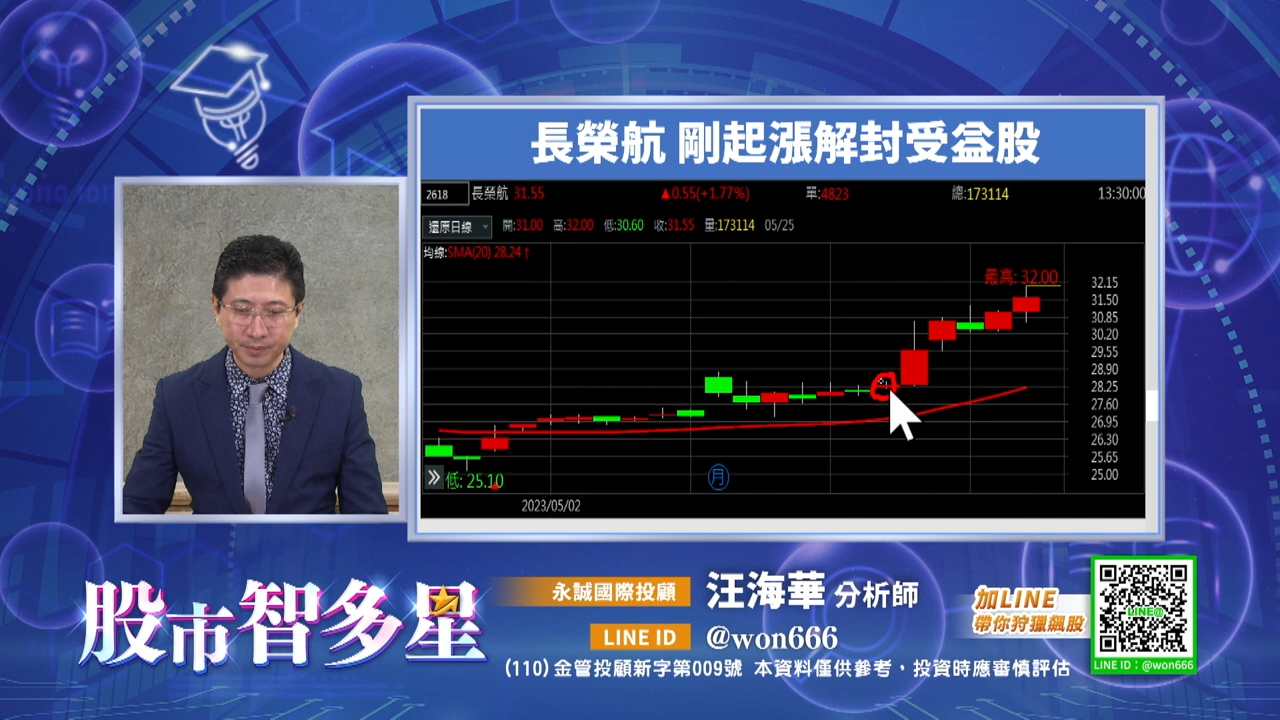 長榮航 剛起漲解封受益股
2618 長榮航 31.55 ▲0.55(+1.77%) 單:4823 總:173114 13:30:00
還原日線 開:31.00 高:32.00 低:30.60 收:31.55 量:173114 05/25
均線:SMA(20) 28.24↑
最高: 32.00
32.15
31.50
30.85
30.20
29.55
28.90
28.25
27.60
26.95
26.30
25.65
25.00
低: 25.10
月
2023/05/02
股市智多星
永誠國際投顧 汪海華 分析師
LINE ID @won666
(110)金管投顧新字第009號 本資料僅供參考，投資時應審慎評估
加LINE
帶你狩獵飆股
LINE@
LINE ID：@won666